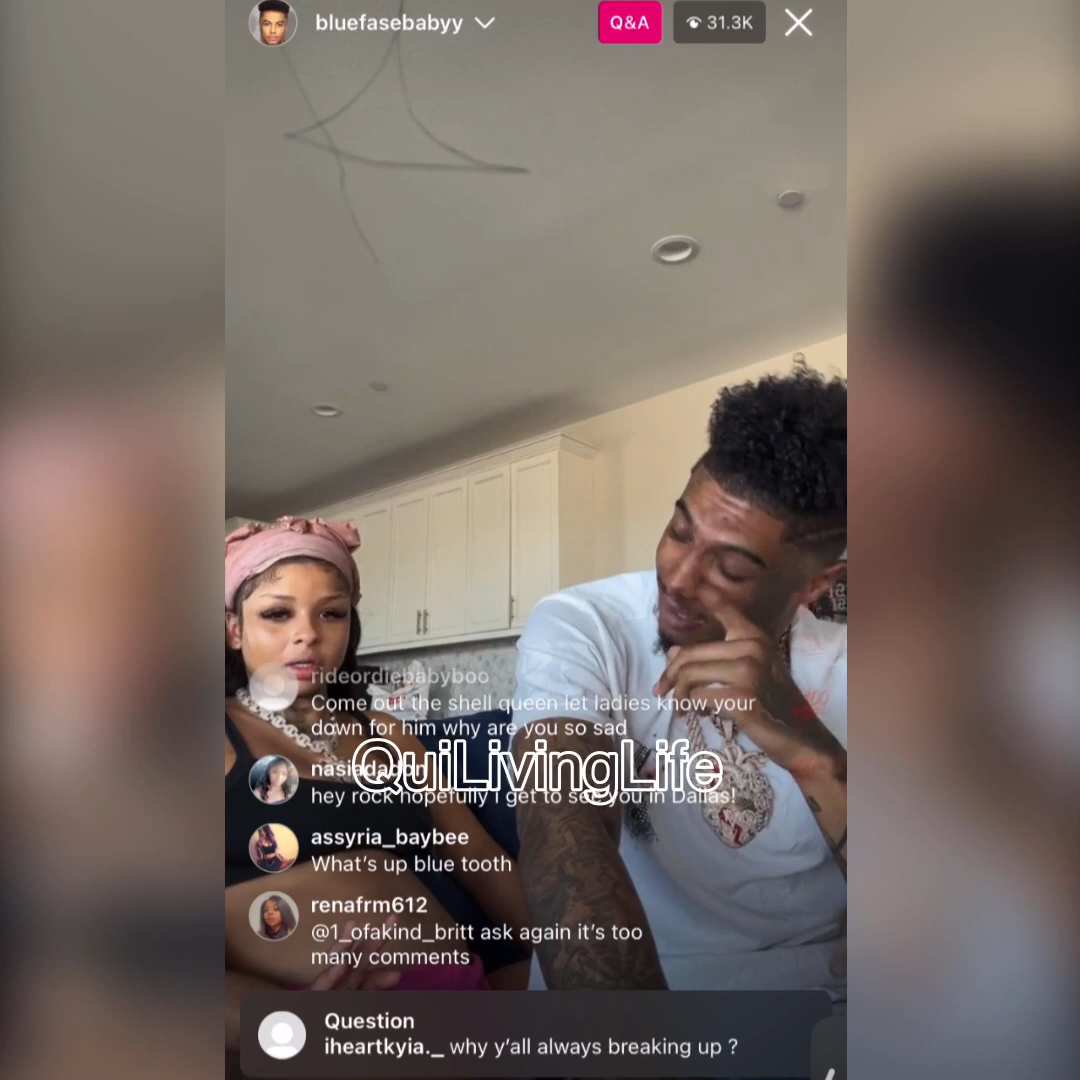 bluefasebabyy
Q&A
31.3K
rideordiebabyboo
Come out the shell queen let ladies know your
down for him why are you so sad
QuiLivingLife
hey rock hopefully I get to see you in Dallas!
assyria_baybee
What's up blue tooth
renafrm612
@1_ofakind_britt ask again it's too
many comments
Question
iheartkyia._ why y'all always breaking up ?